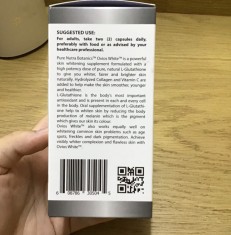 SUGGESTED USE:
For adults, take two (2) capsules daily,
preferably with food or as advised by your
healthcare professional.
Pure Huma Botanics™ Oviss White™ is a powerful
skin whitening supplement formulated with a
high potency dose of pure, natural L-Glutathione
to give you whiter, fairer and brighter skin
naturally. Hydrolyzed Collagen and Vitamin C are
added to help make the skin smoother, younger
and healthier.
L-Glutathione is the body's most important
antioxidant and is present in each and every cell
in the body. Oral supplementation of L-Glutathi-
one help to whiten skin by reducing the body
production of melanin which is the pigment
which gives our skin its colour.
Oviss White™ also works equally well on
whitening common skin problems such as age
spots, freckles and dark pigmentation. Achieve
visibly whiter complexion and flawless skin with
Oviss White™.